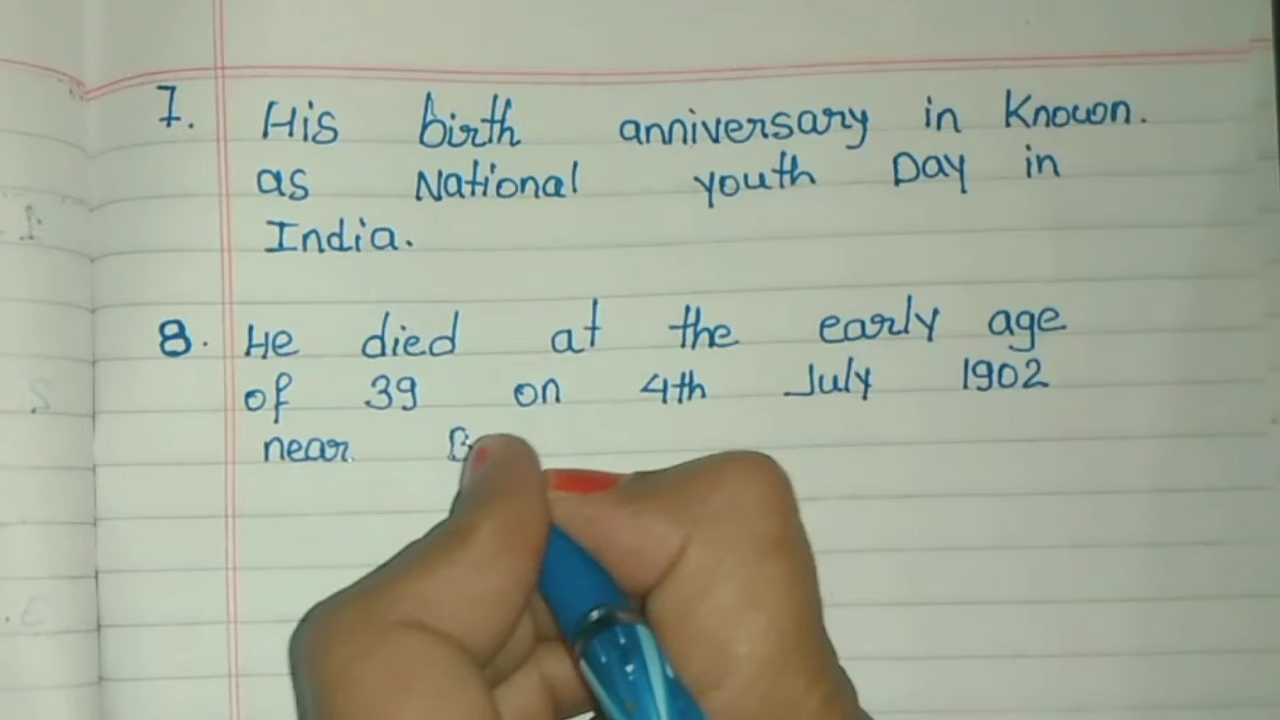 7. His birth anniversary in Known.
as National youth Day in
India.
8. He died at the early age
of 39 on 4th July 1902
near